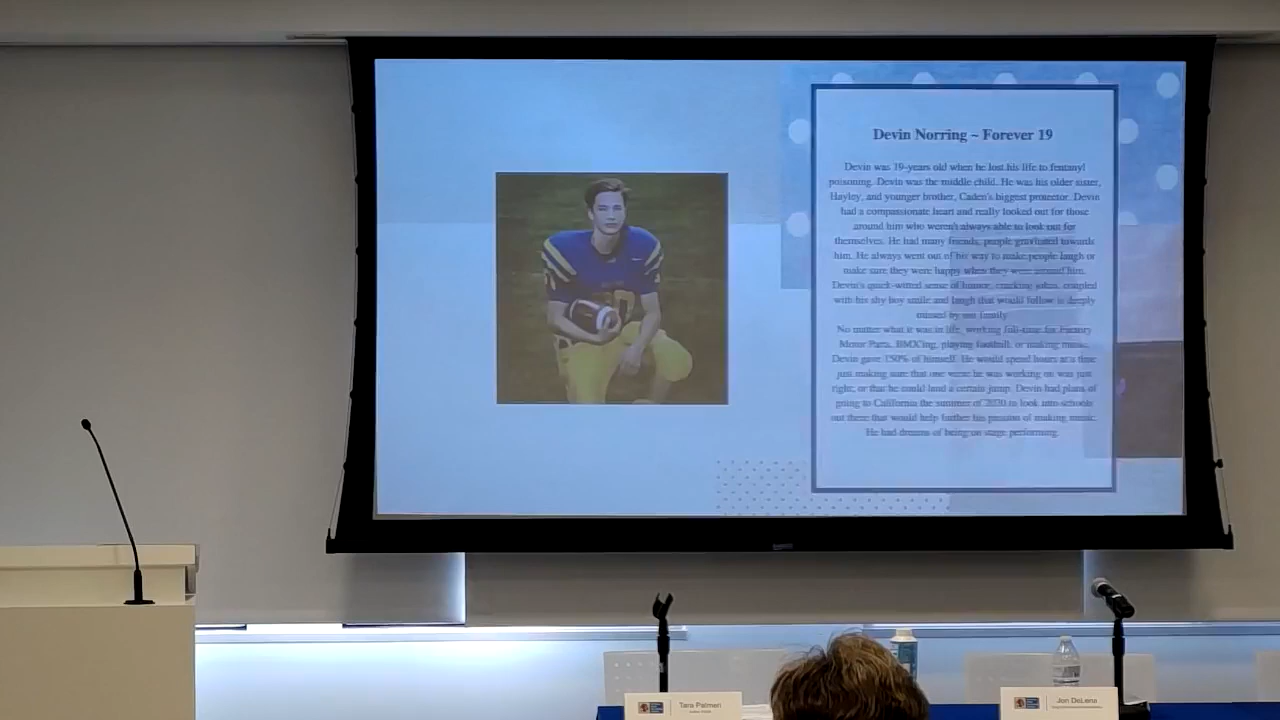 Devin Norring ~ Forever 19
Devin was 19-years old when he lost his life to fentanyl
poisoning. Devin was the middle child. He was his older sister,
Hayley, and younger brother, Caden's biggest protector. Devin
had a compassionate heart and really looked out for those
around him who weren't always able to look out for
themselves. He had many friends, people gravitated towards
him. He always went out of his way to make people laugh or
make sure they were happy when they were around him.
Devin's quick-witted sense of humor, cracking jokes, coupled
with his shy boy smile and laugh that would follow is deeply
missed by our family.
No matter what it was in life, working full-time for Factory
Motor Parts, BMXing, playing football, or making music,
Devin gave 150% of himself. He would spend hours at a time
just making sure that one verse he was working on was just
right, or that he could land a certain jump. Devin had plans of
going to California the summer of 2020 to look into schools
out there that would help further his passion of making music.
He had dreams of being on stage performing.
Tara Palmeri
Jon DeLena